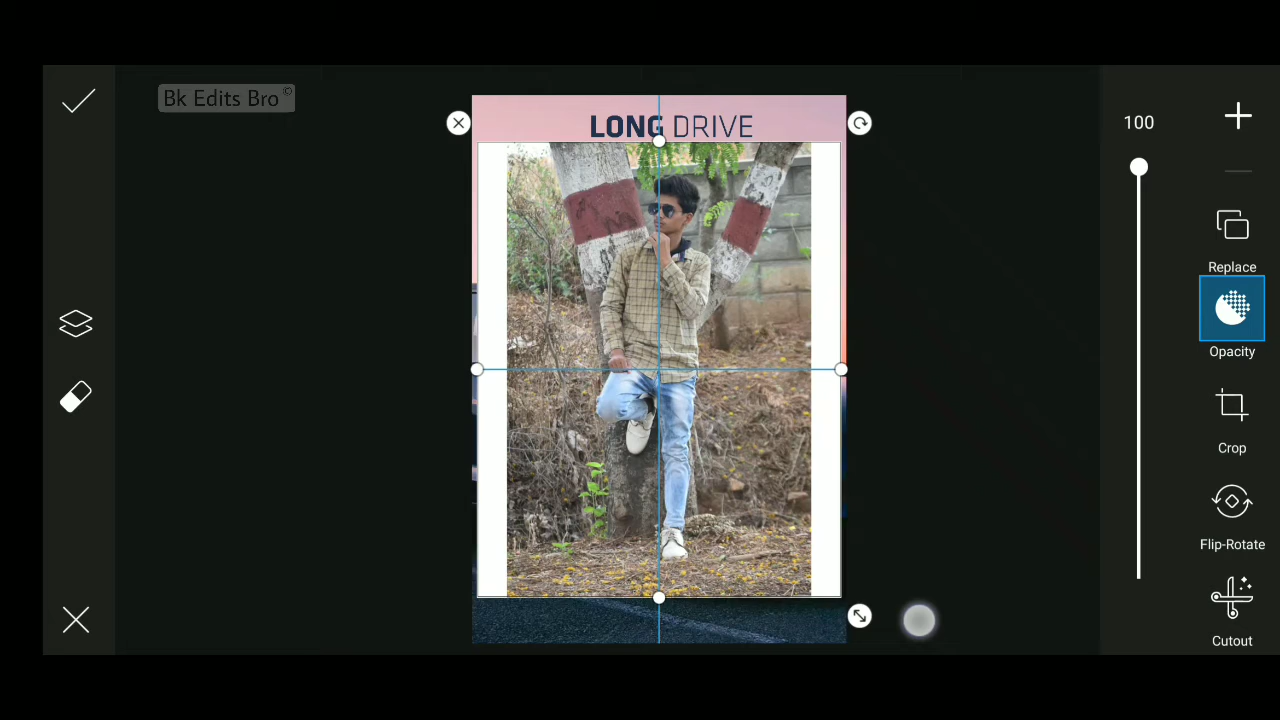 Bk Edits Bro©
LONG DRIVE
100
Replace
Opacity
Crop
Flip-Rotate
Cutout